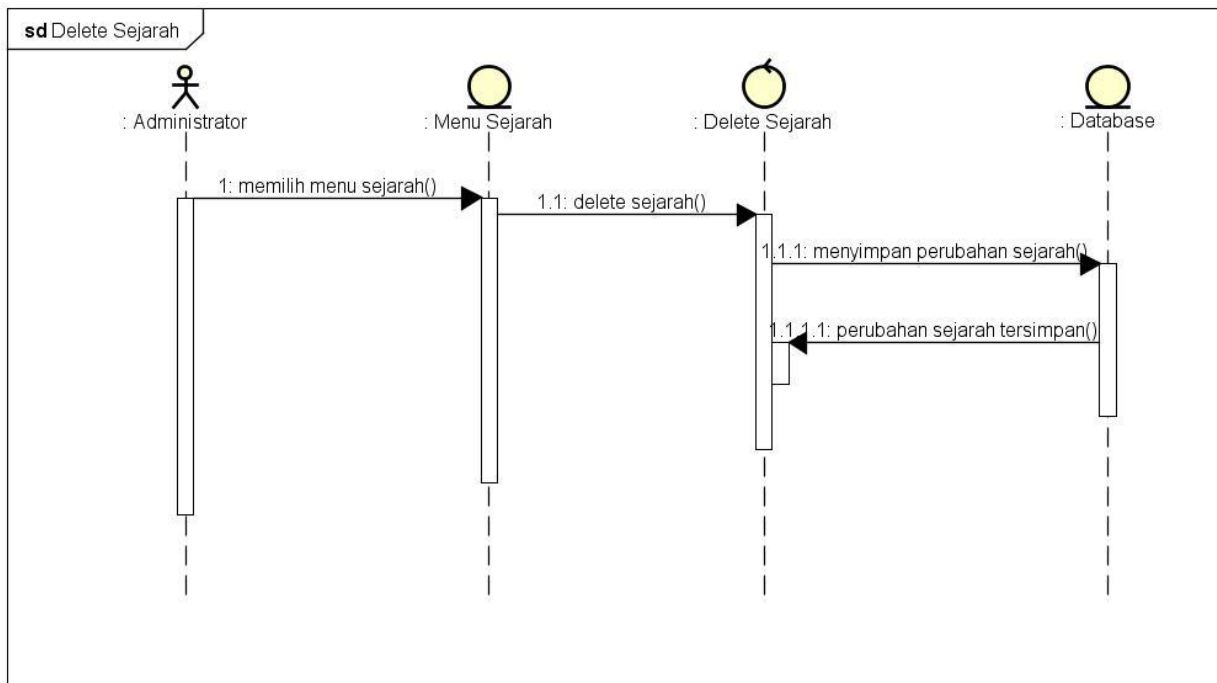 sd Delete Sejarah
: Administrator
: Menu Sejarah
: Delete Sejarah
: Database
1: memilih menu sejarah()
1.1: delete sejarah()
1.1.1: menyimpan perubahan sejarah()
1.1.1.1: perubahan sejarah tersimpan()